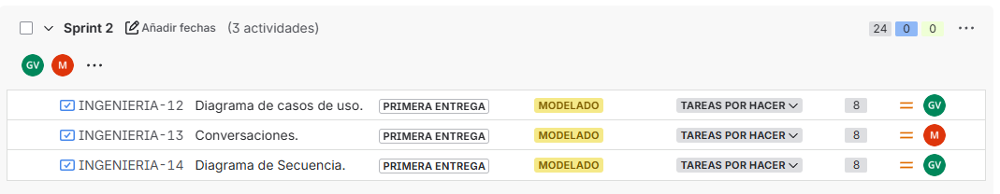 Sprint 2 Añadir fechas (3 actividades) 24 0 0 ...
GV M ...
INGENIERIA-12 Diagrama de casos de uso. PRIMERA ENTREGA MODELADO TAREAS POR HACER 8 GV
INGENIERIA-13 Conversaciones. PRIMERA ENTREGA MODELADO TAREAS POR HACER 8 M
INGENIERIA-14 Diagrama de Secuencia. PRIMERA ENTREGA MODELADO TAREAS POR HACER 8 GV